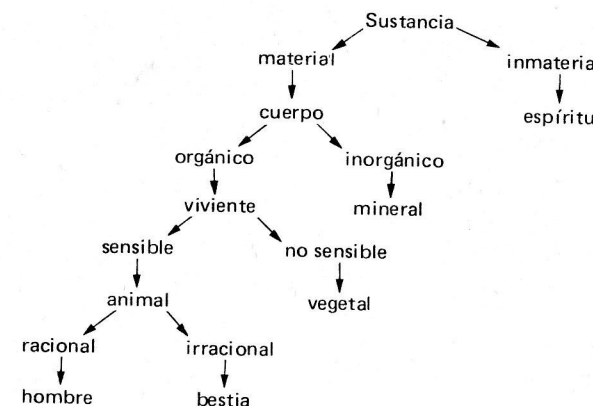 Sustancia
material inmaterial
cuerpo espíritu
orgánico inorgánico
viviente mineral
sensible no sensible
animal vegetal
racional irracional
hombre bestia